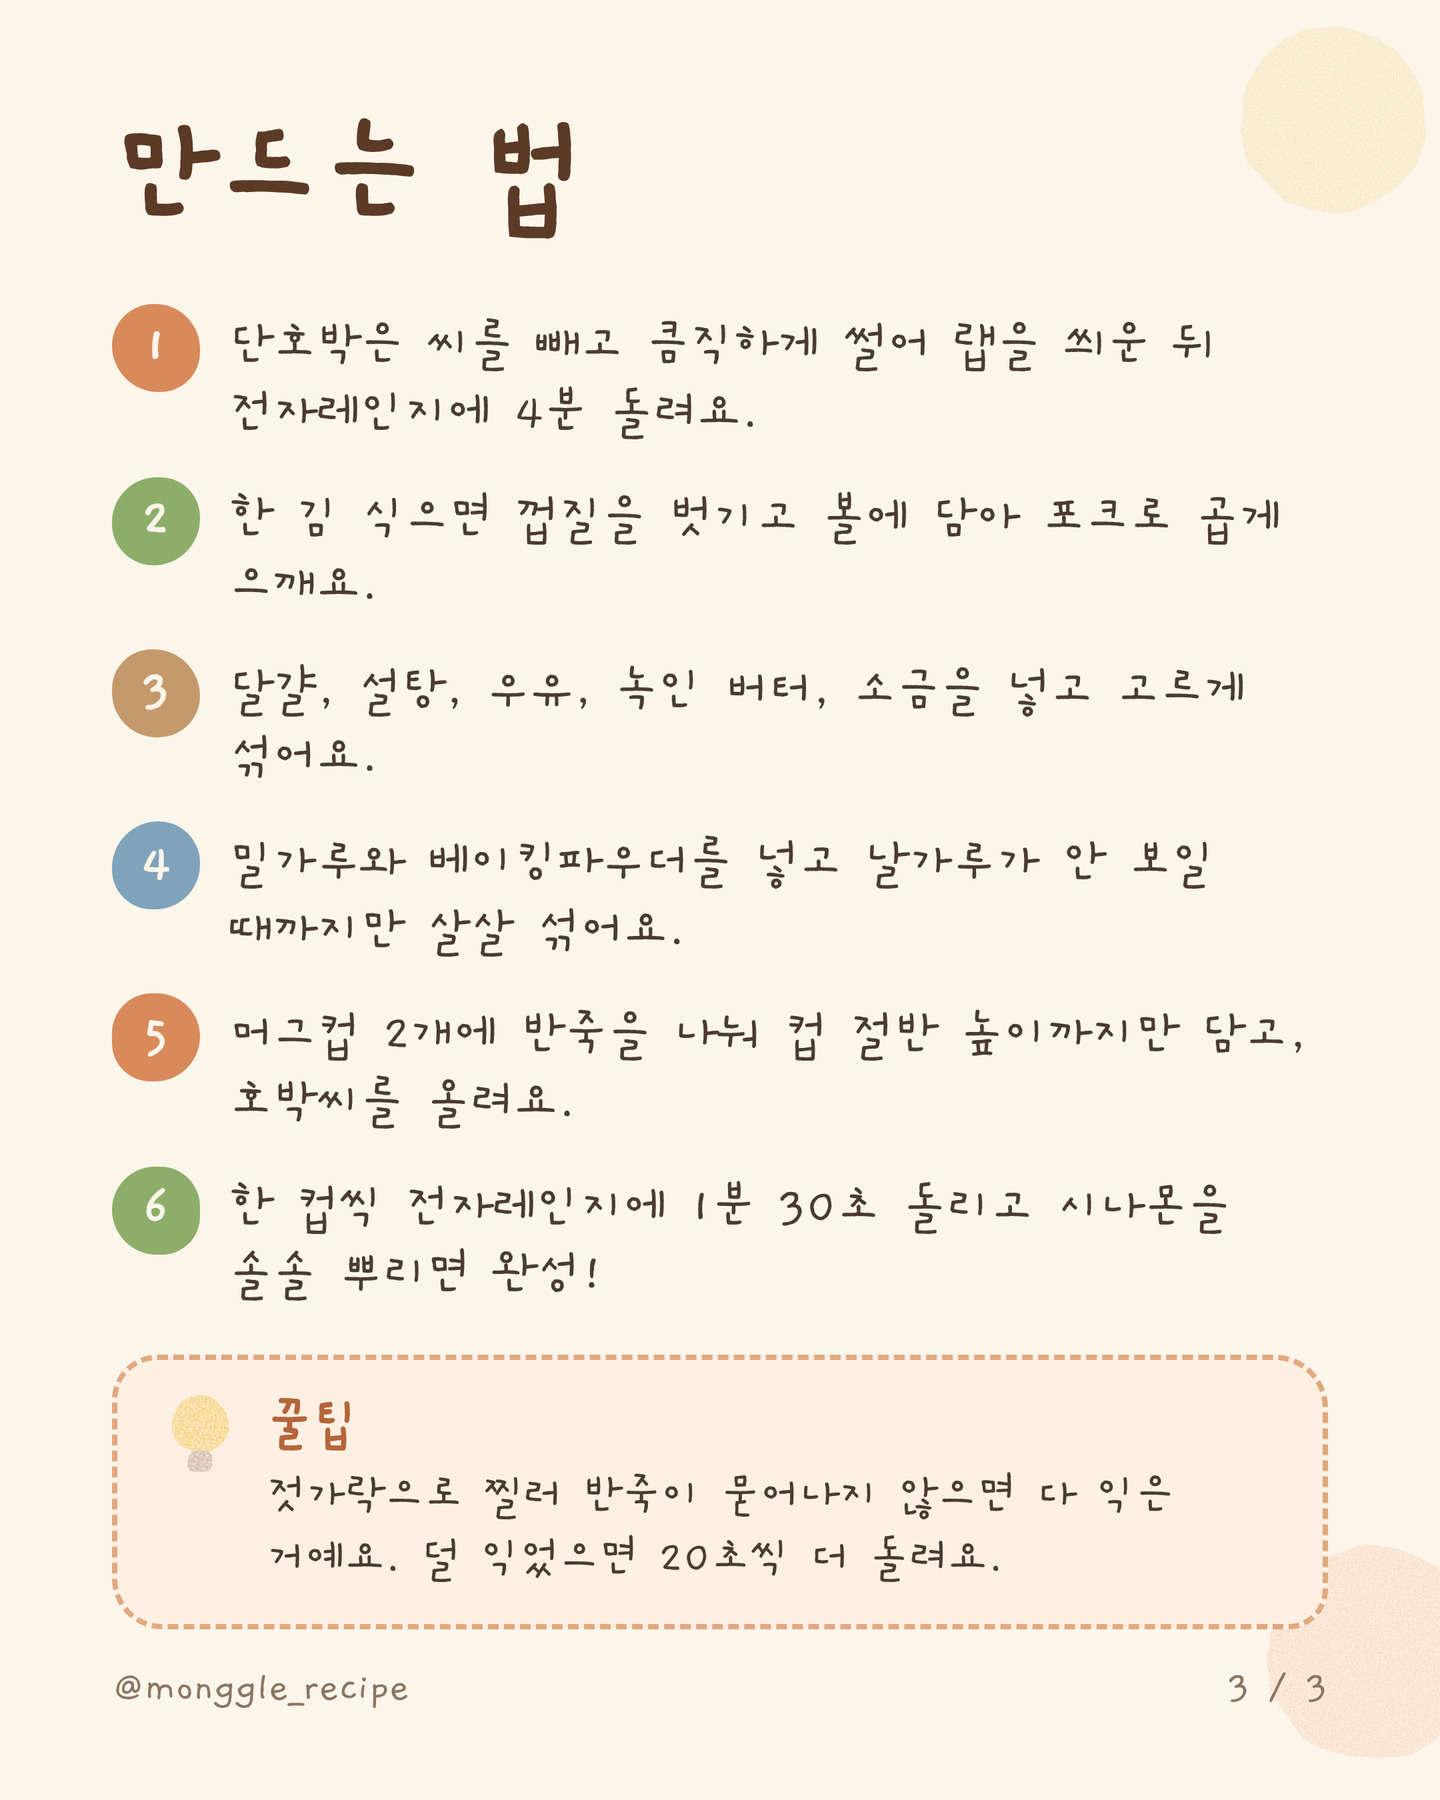 만드는 법
1
단호박은 씨를 빼고 큼직하게 썰어 랩을 씌운 뒤
전자레인지에 4분 돌려요.
2
한 김 식으면 껍질을 벗기고 볼에 담아 포크로 곱게
으깨요.
3
달걀, 설탕, 우유, 녹인 버터, 소금을 넣고 고르게
섞어요.
4
밀가루와 베이킹파우더를 넣고 날가루가 안 보일
때까지만 살살 섞어요.
5
머그컵 2개에 반죽을 나눠 컵 절반 높이까지만 담고,
호박씨를 올려요.
6
한 컵씩 전자레인지에 1분 30초 돌리고 시나몬을
솔솔 뿌리면 완성!
꿀팁
젓가락으로 찔러 반죽이 묻어나지 않으면 다 익은
거예요. 덜 익었으면 20초씩 더 돌려요.
@monggle_recipe
3 / 3